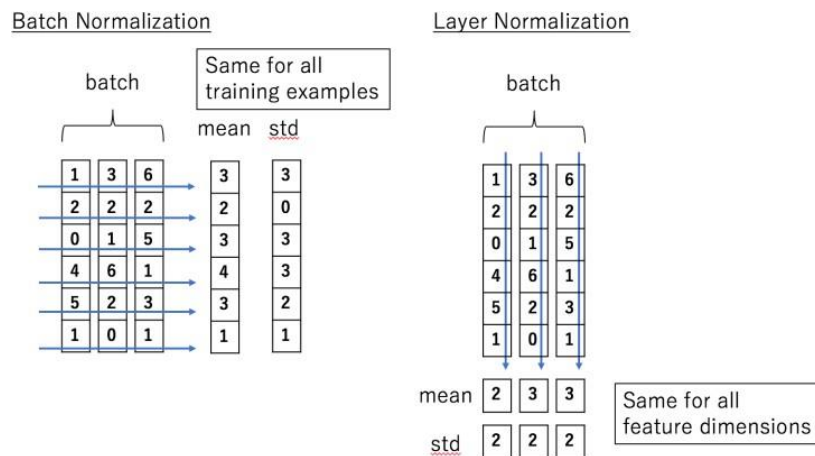 Batch Normalization
Same for all
training examples
batch
mean std
1 3 6 3 3
2 2 2 2 0
0 1 5 3 3
4 6 1 4 3
5 2 3 3 2
1 0 1 1 1
Layer Normalization
batch
1 3 6
2 2 2
0 1 5
4 6 1
5 2 3
1 0 1
mean 2 3 3
std 2 2 2
Same for all
feature dimensions